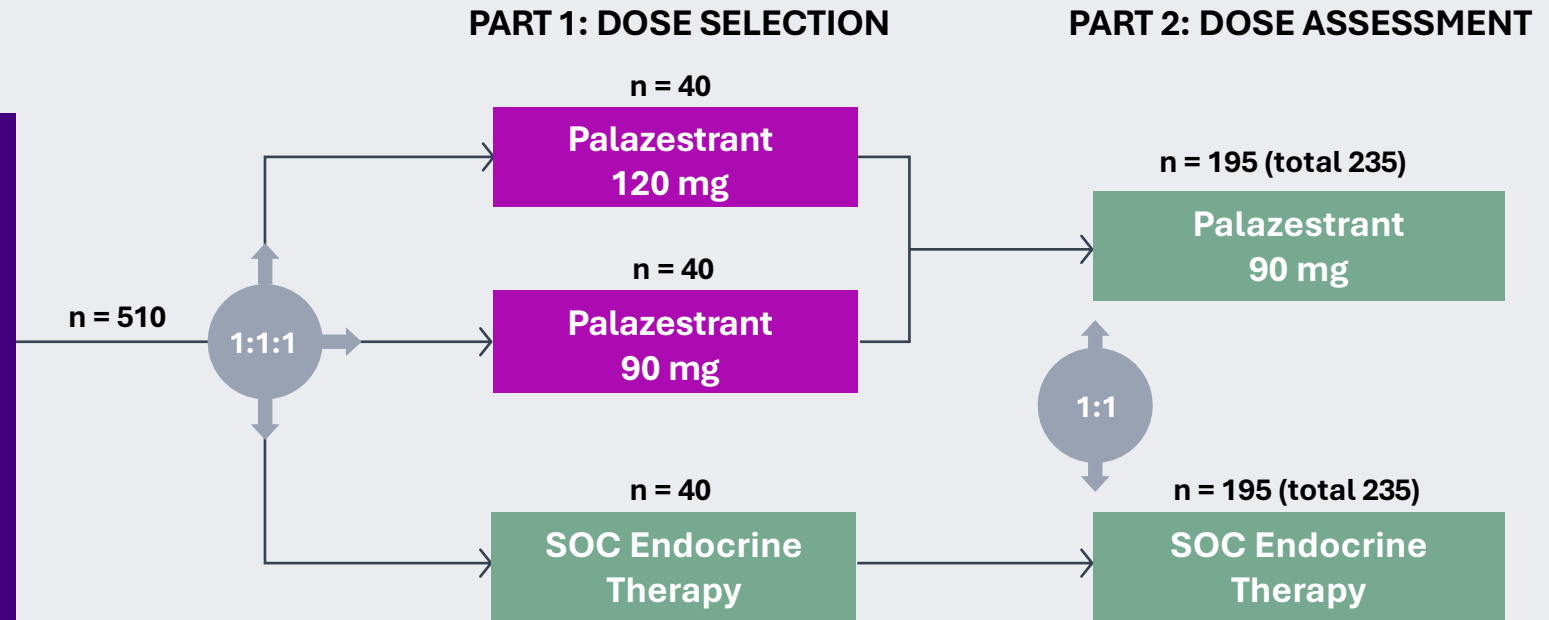 PART 1: DOSE SELECTION
PART 2: DOSE ASSESSMENT
n = 40
Palazestrant
120 mg
n = 195 (total 235)
Palazestrant
90 mg
n = 40
Palazestrant
90 mg
n = 510
1:1:1
1:1
n = 40
SOC Endocrine
Therapy
n = 195 (total 235)
SOC Endocrine
Therapy